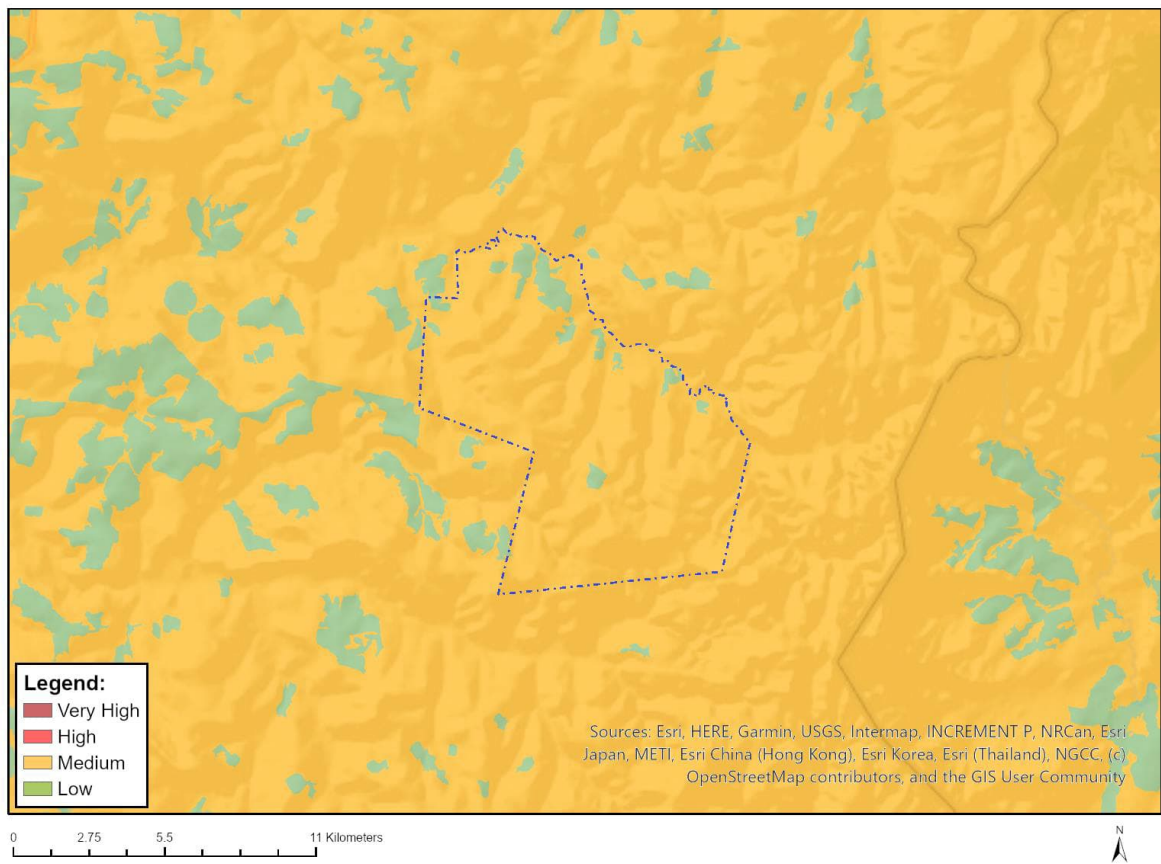 Legend:
Very High
High
Medium
Low
Sources: Esri, HERE, Garmin, USGS, Intermap, INCREMENT P, NRCan, Esri
Japan, METI, Esri China (Hong Kong), Esri Korea, Esri (Thailand), NGCC, (c)
OpenStreetMap contributors, and the GIS User Community
0 2.75 5.5 11 Kilometers
N